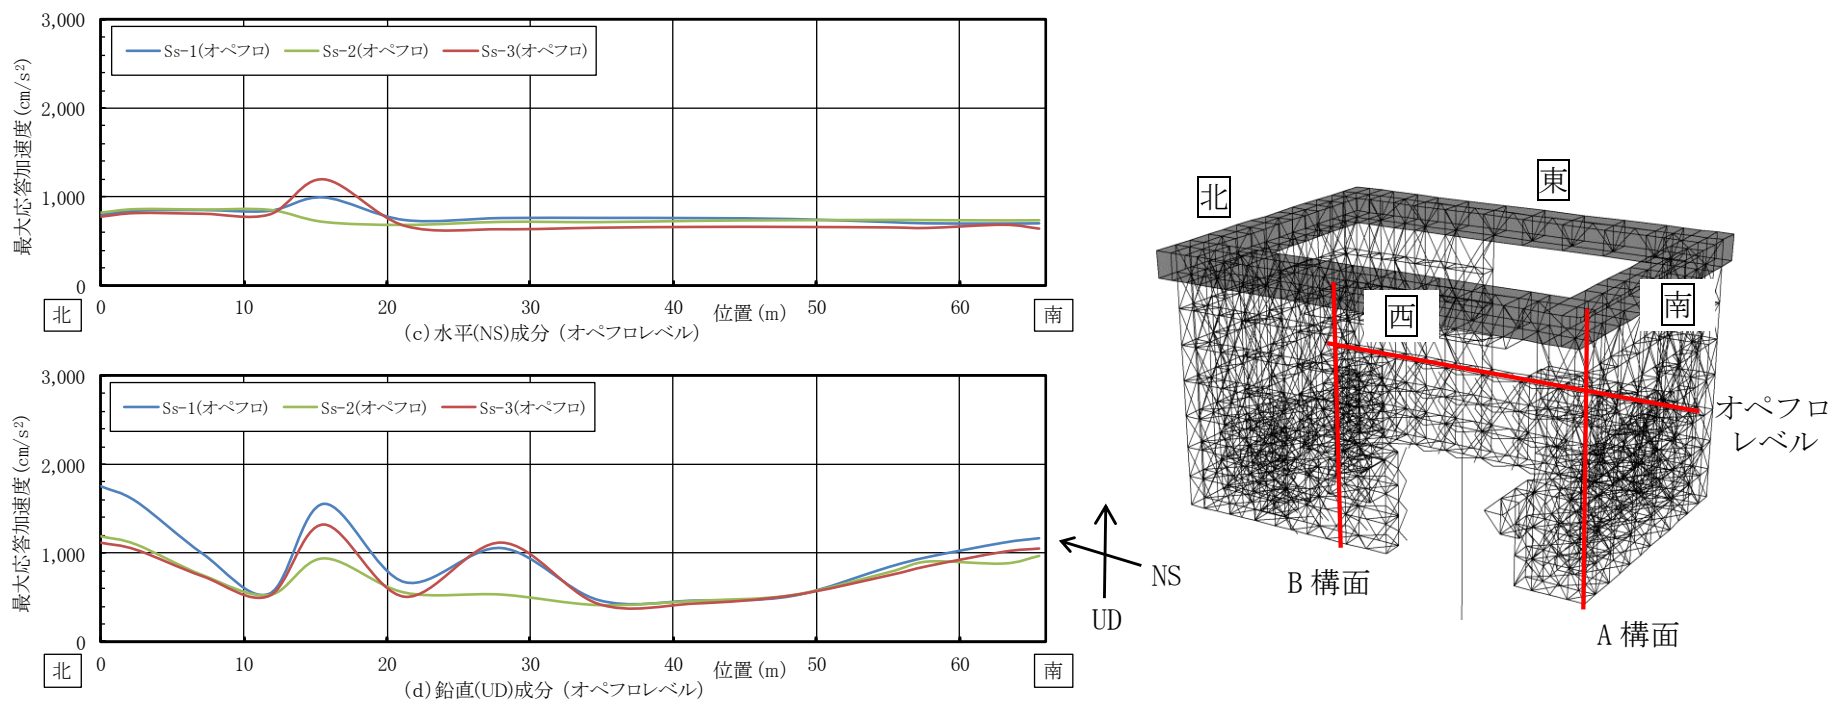 3,000
2,000
1,000
0
最大応答加速度(cm/s²)
Ss-1(オペフロ) Ss-2(オペフロ) Ss-3(オペフロ)
0 10 20 30 40 50 60
位置(m)
北
南
(c)水平(NS)成分 (オペフロレベル)
3,000
2,000
1,000
0
最大応答加速度(cm/s²)
Ss-1(オペフロ) Ss-2(オペフロ) Ss-3(オペフロ)
0 10 20 30 40 50 60
位置(m)
北
南
(d)鉛直(UD)成分 (オペフロレベル)
NS
UD
北
東
西
南
オペフロ
レベル
B 構面
A 構面